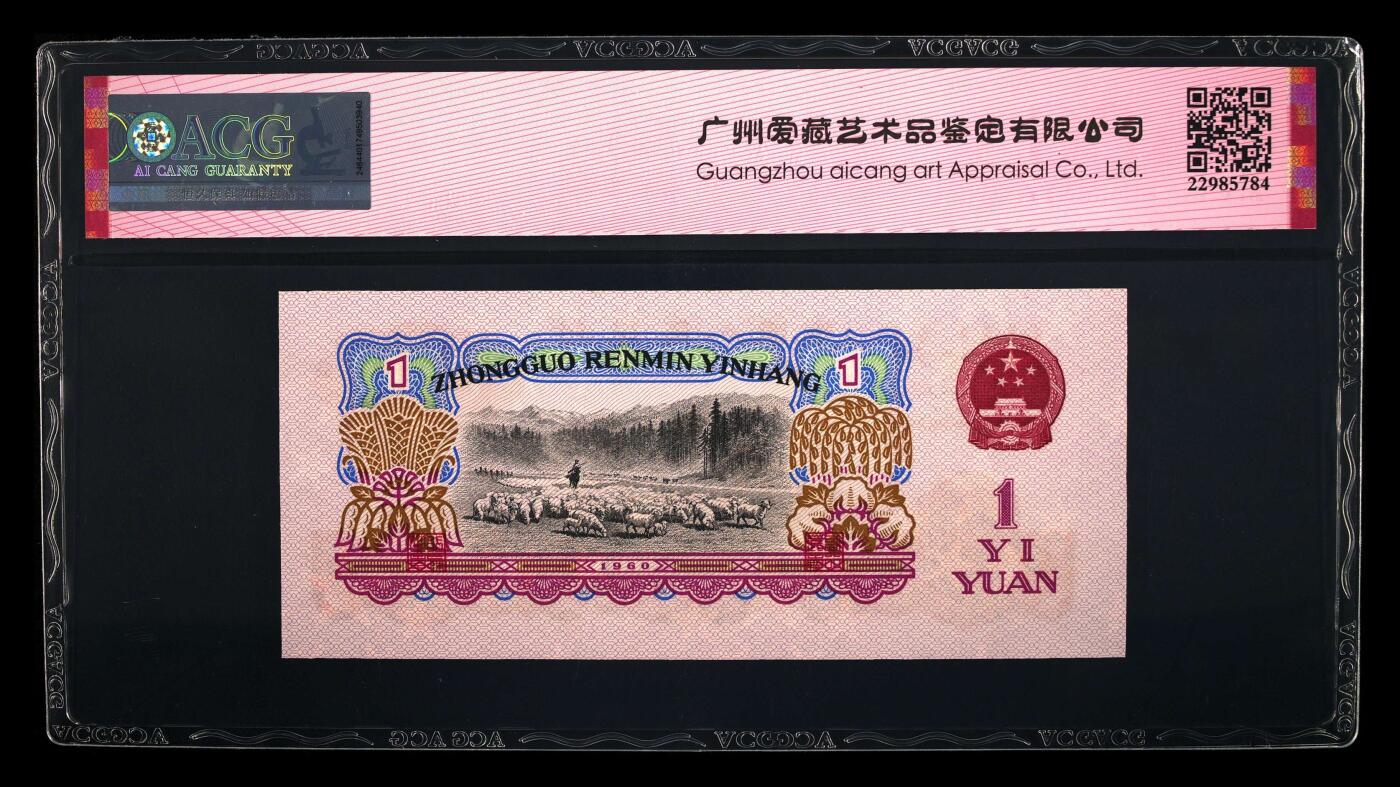 ACG
AI CANG GUARANTY
2464401749503940
广州爱藏艺术品鉴定有限公司
Guangzhou aicang art Appraisal Co., Ltd.
22985784
1
ZHONGGUO RENMIN YINHANG
1
1960
1
YI
YUAN